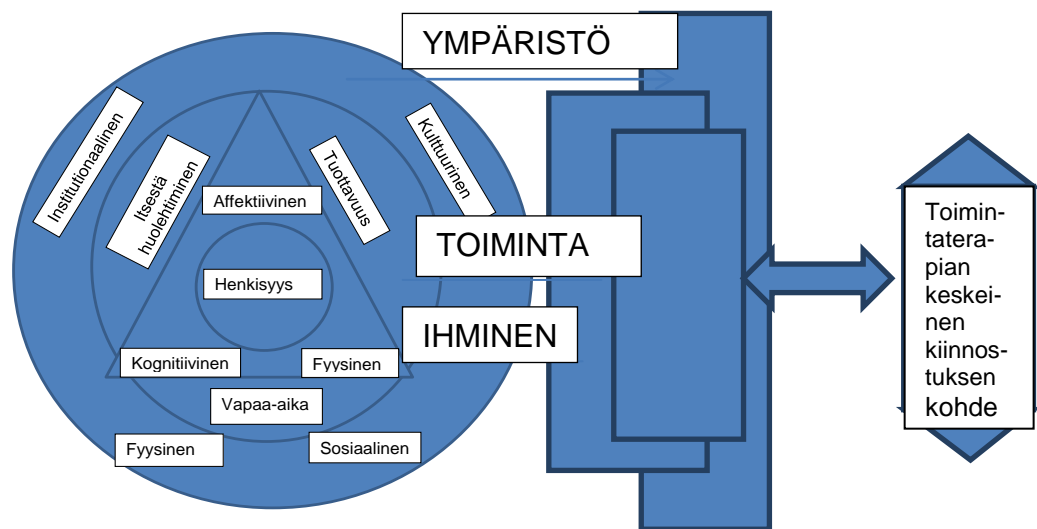 YMPÄRISTÖ
Institutionaalinen
Itsestä
huolehtiminen
Tuottavuus
Kulttuurinen
Affektiivinen
TOIMINTA
Henkisyys
IHMINEN
Kognitiivinen
Fyysinen
Vapaa-aika
Fyysinen
Sosiaalinen
Toimin-
tatera-
pian
keskei-
nen
kiinnos-
tuksen
kohde